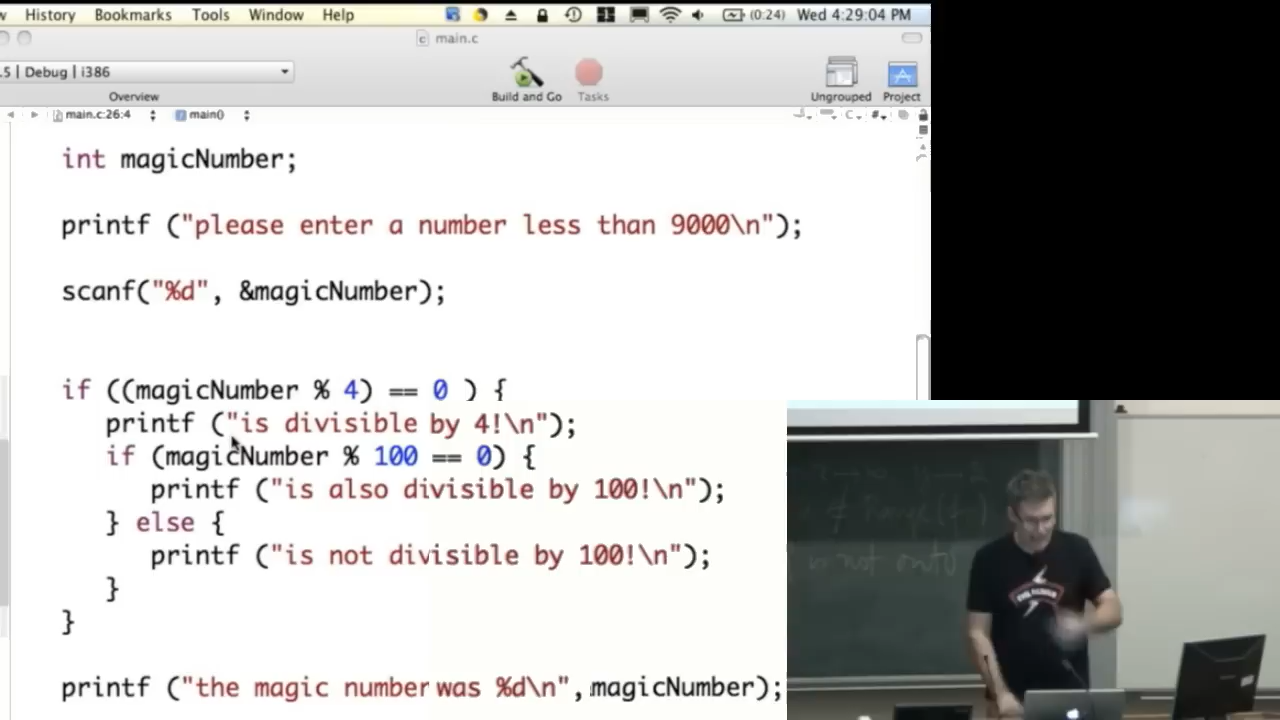 History Bookmarks Tools Window Help (0:24) Wed 4:29:04 PM
main.c
.5 | Debug | i386
Overview Build and Go Tasks Ungrouped Project
main.c:26:4 main()
int magicNumber;
printf ("please enter a number less than 9000\n");
scanf("%d", &magicNumber);
if ((magicNumber % 4) == 0 ) {
printf ("is divisible by 4!\n");
if (magicNumber % 100 == 0) {
printf ("is also divisible by 100!\n");
} else {
printf ("is not divisible by 100!\n");
}
}
printf ("the magic number was %d\n", magicNumber);
is not onto